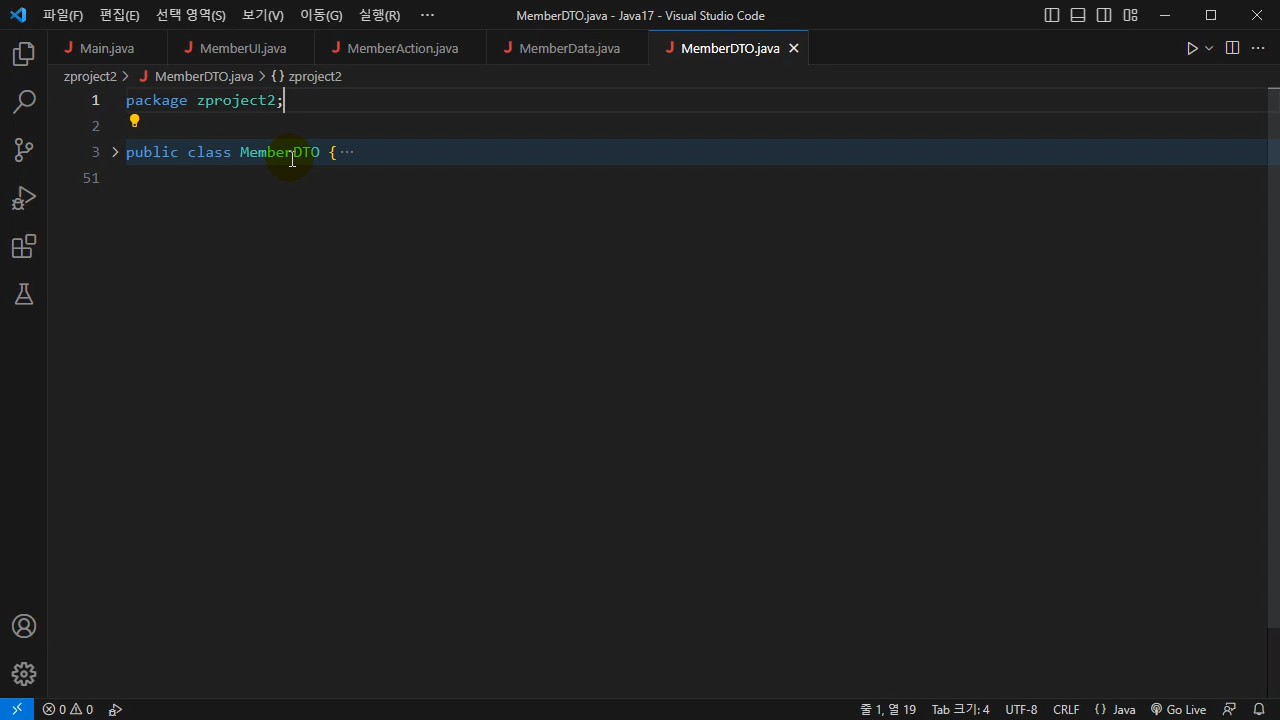 파일(F) 편집(E) 선택 영역(S) 보기(V) 이동(G) 실행(R) ··· MemberDTO.java - Java17 - Visual Studio Code
Main.java MemberUI.java MemberAction.java MemberData.java MemberDTO.java
zproject2 > MemberDTO.java > {} zproject2
1 package zproject2;
2
3 public class MemberDTO {···
51
0 0 줄 1, 열 19 Tab 크기: 4 UTF-8 CRLF {} Java Go Live